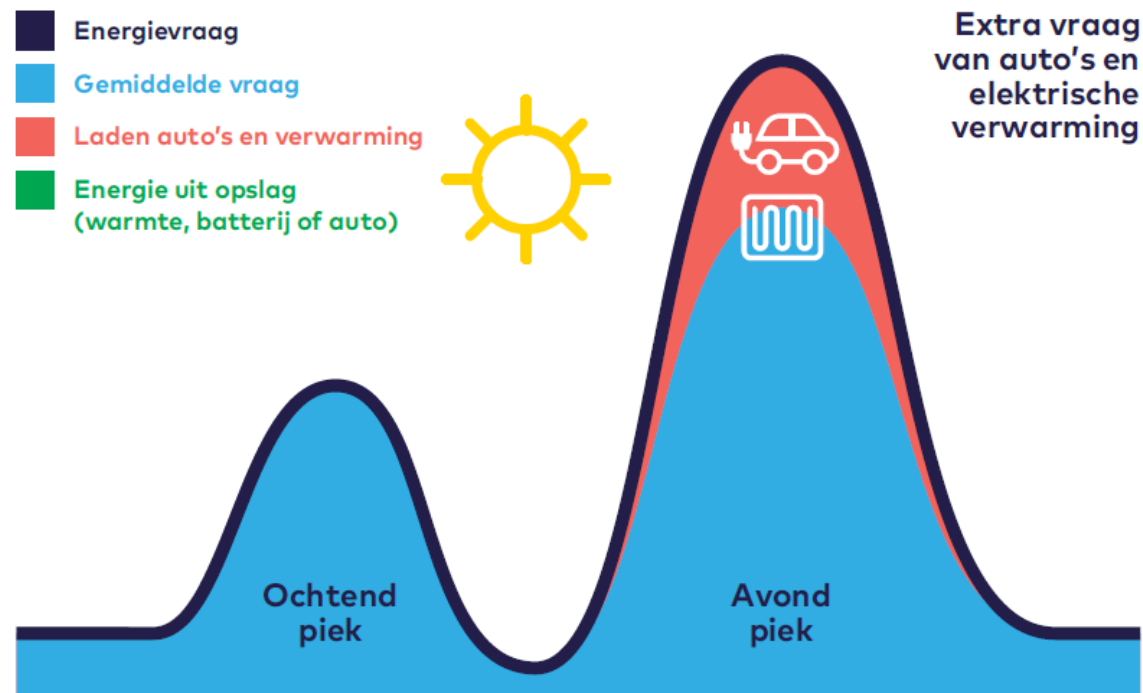 Energievraag
Gemiddelde vraag
Laden auto's en verwarming
Energie uit opslag
(warmte, batterij of auto)
Extra vraag
van auto's en
elektrische
verwarming
Ochtend
piek
Avond
piek